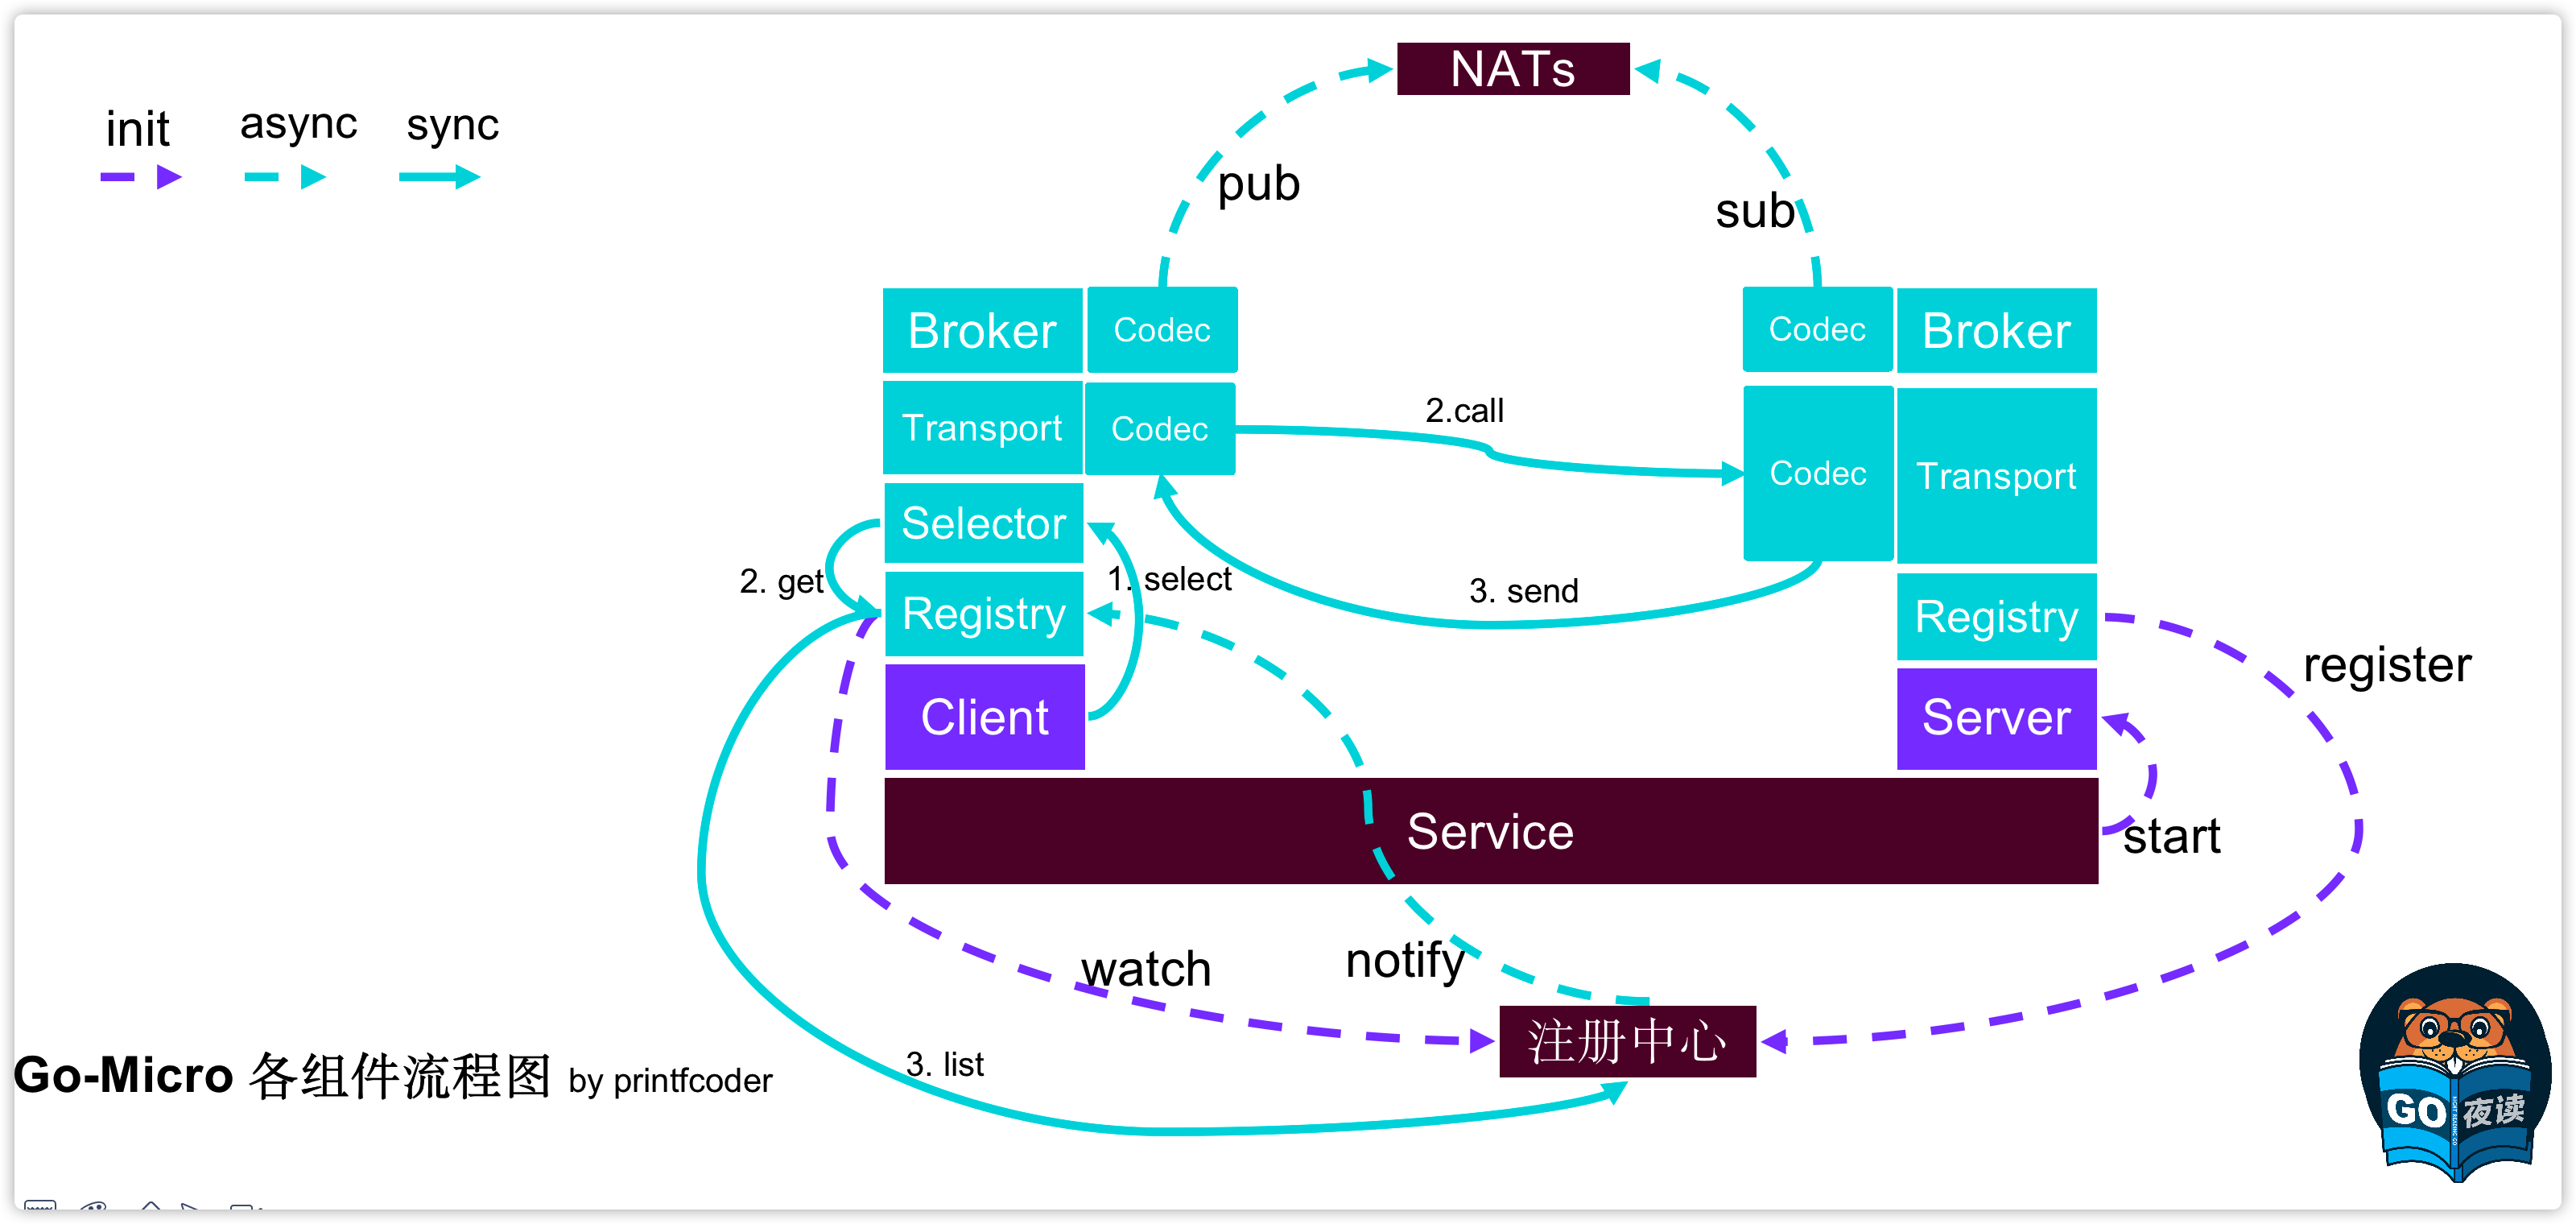 NATs
init
async
sync
pub
sub
Broker
Codec
Codec
Broker
Transport
Codec
2.call
Codec
Transport
Selector
2. get
1. select
3. send
Registry
Registry
register
Client
Server
Service
start
watch
notify
注册中心
3. list
Go-Micro 各组件流程图 by printfcoder
GO 夜读